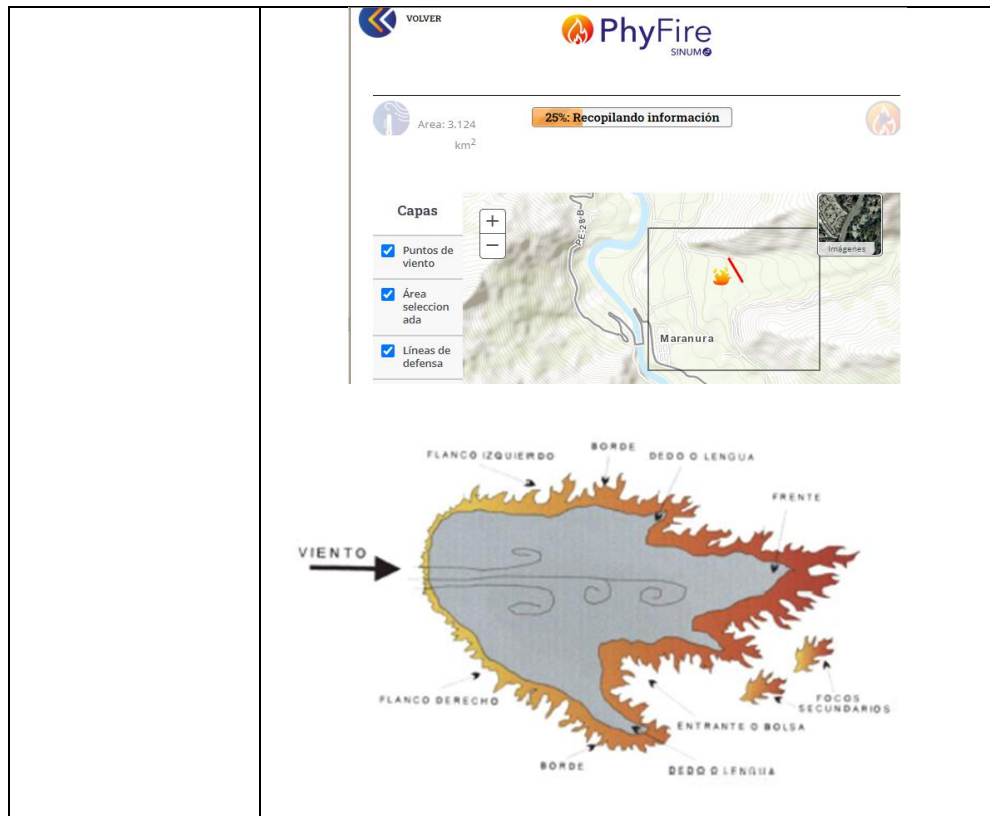 VOLVER
PhyFire
SINUM
Area: 3.124
km2
25%: Recopilando información
Capas
Puntos de
viento
Área
seleccion
ada
Líneas de
defensa
+
−
PE-28 B
Imágenes
Maranura
FLANCO IZQUIERDO
BORDE
DEDO O LENGUA
FRENTE
VIENTO
FLANCO DERECHO
FOCOS
SECUNDARIOS
ENTRANTE O BOLSA
BORDE
DEDO O LENGUA